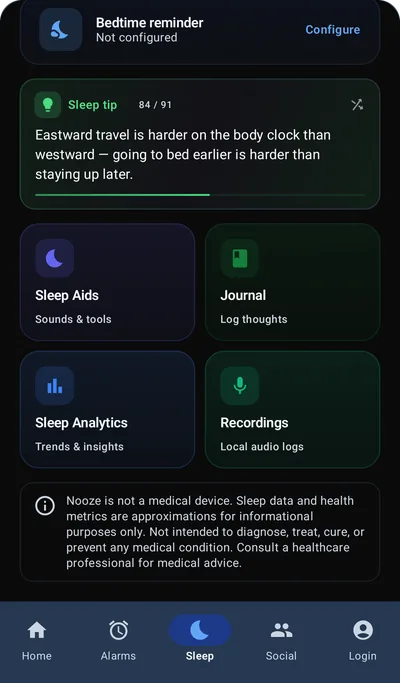 Bedtime reminder
Not configured
Configure
Sleep tip
84 / 91
Eastward travel is harder on the body clock than
westward — going to bed earlier is harder than
staying up later.
Sleep Aids
Sounds & tools
Journal
Log thoughts
Sleep Analytics
Trends & insights
Recordings
Local audio logs
Nooze is not a medical device. Sleep data and health
metrics are approximations for informational
purposes only. Not intended to diagnose, treat, cure, or
prevent any medical condition. Consult a healthcare
professional for medical advice.
Home
Alarms
Sleep
Social
Login